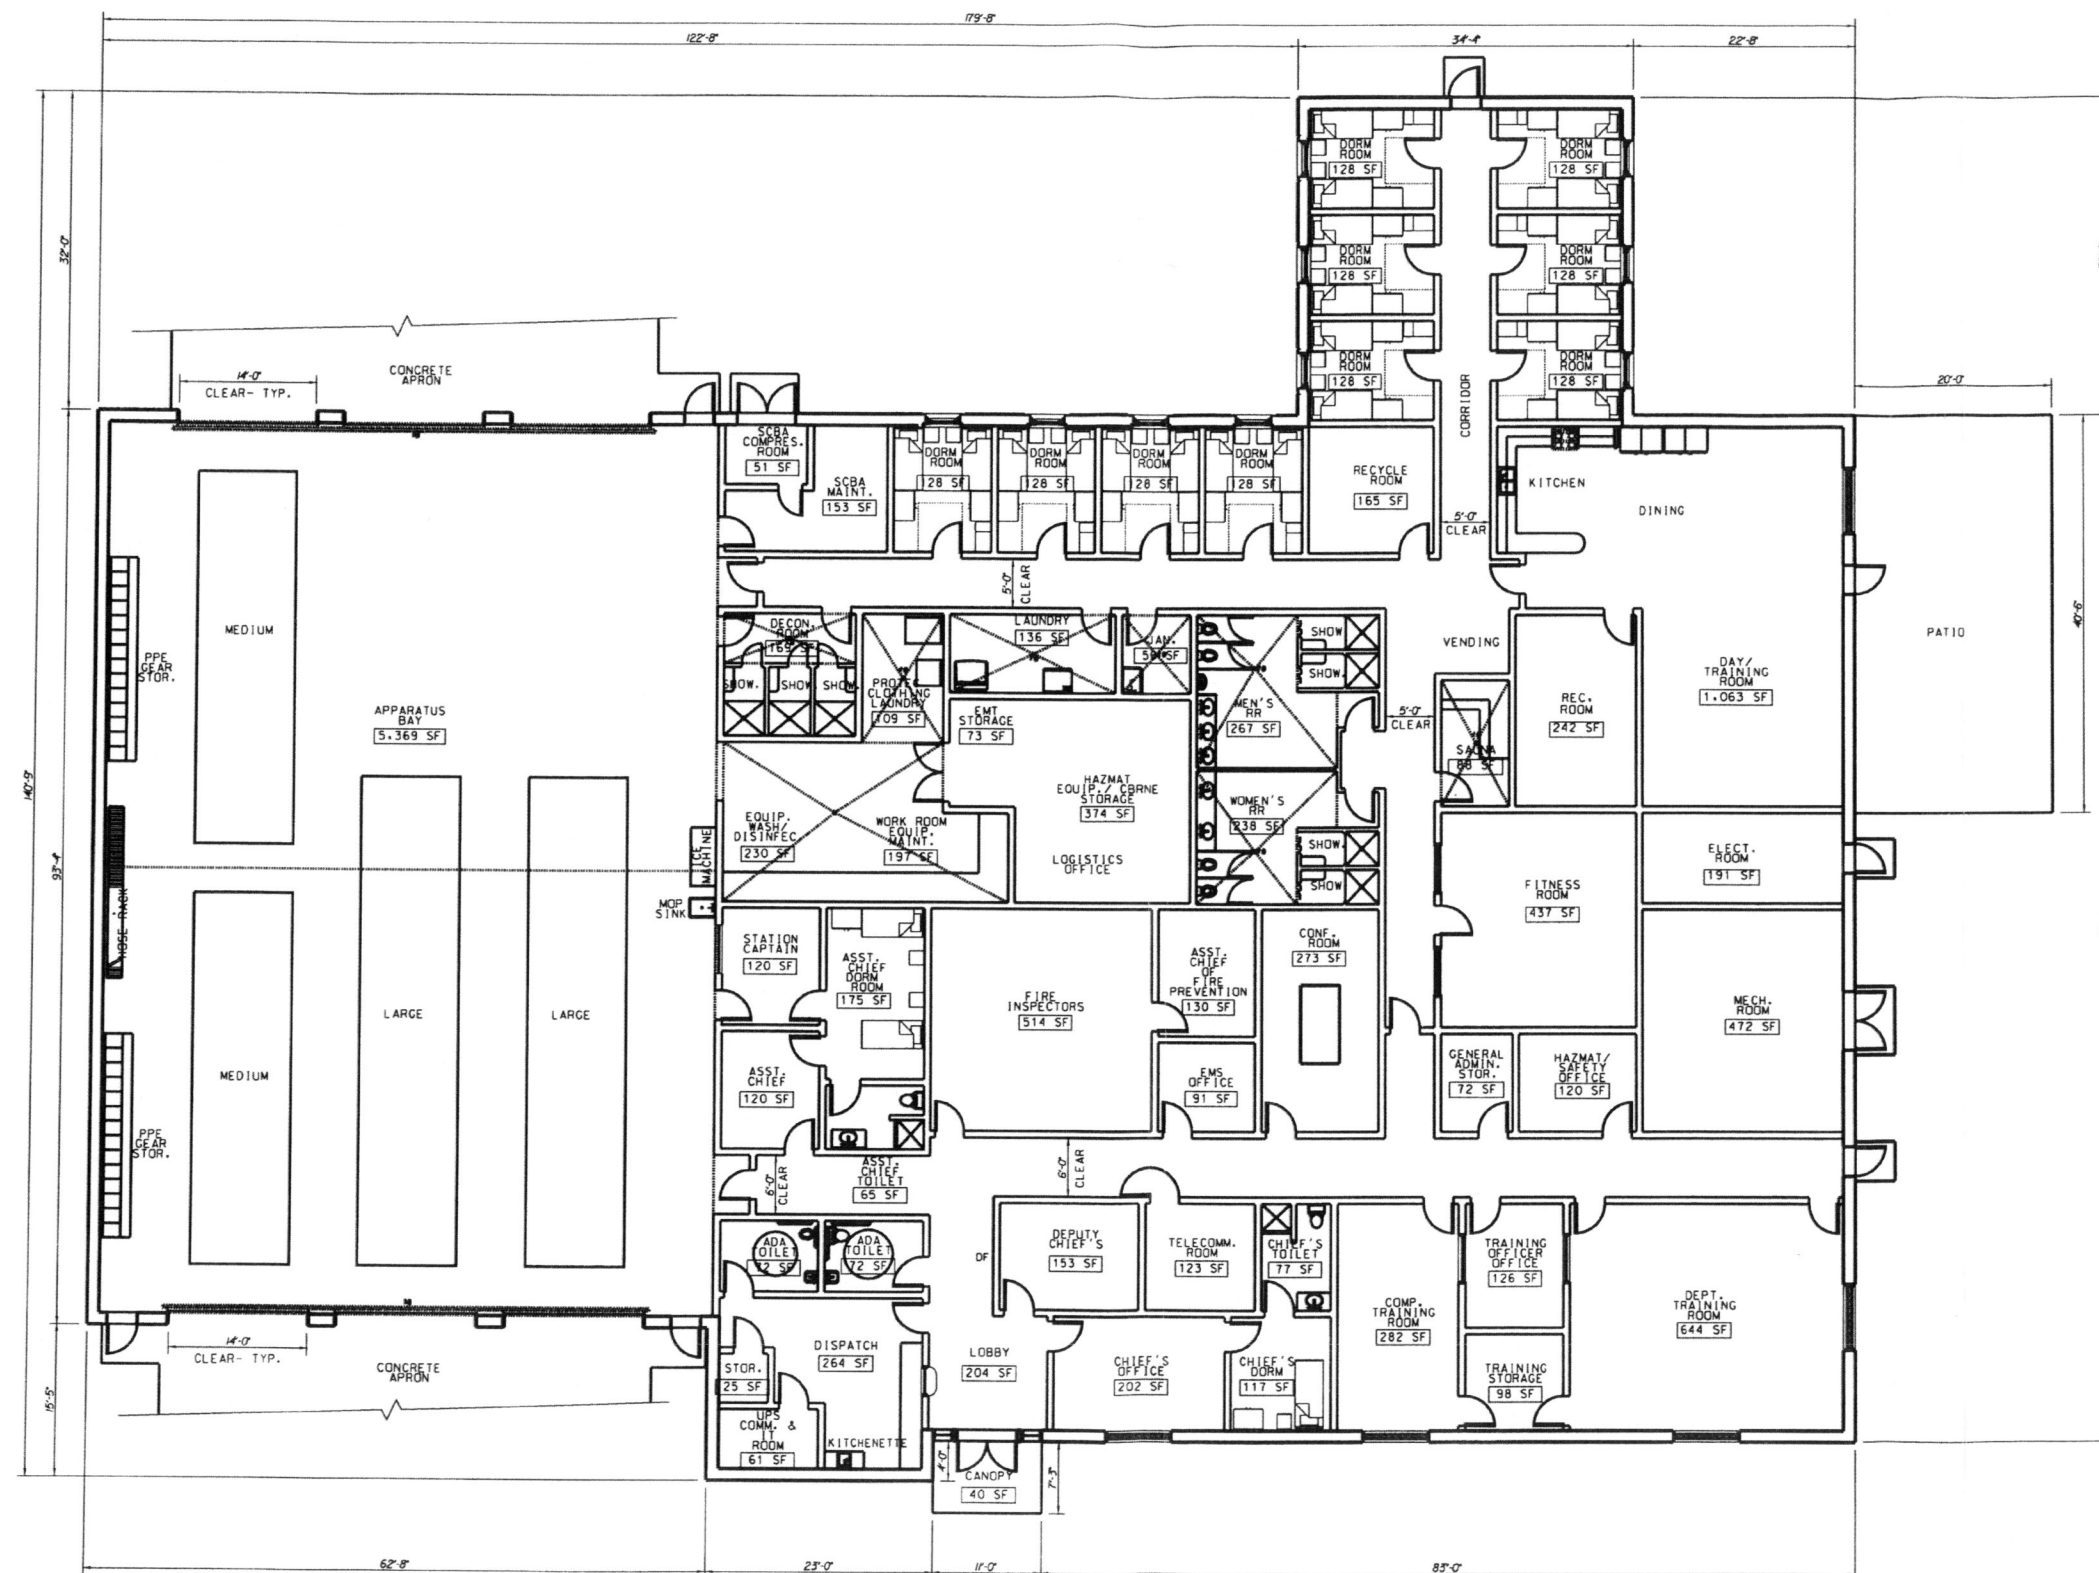 179'-8"
122'-8"
34'-4"
22'-8"
32'-0"
140'-9"
93'-4"
15'-5"
CONCRETE
APRON
14'-0"
CLEAR- TYP.
DORM
ROOM
128 SF
DORM
ROOM
128 SF
DORM
ROOM
128 SF
DORM
ROOM
128 SF
DORM
ROOM
128 SF
DORM
ROOM
128 SF
CORRIDOR
20'-0"
SCBA
COMPRES.
ROOM
51 SF
SCBA
MAINT.
153 SF
DORM
ROOM
128 SF
DORM
ROOM
128 SF
DORM
ROOM
128 SF
DORM
ROOM
128 SF
RECYCLE
ROOM
165 SF
5'-0"
CLEAR
KITCHEN
DINING
5'-0"
CLEAR
MEDIUM
PPE
GEAR
STOR.
APPARATUS
BAY
5.369 SF
DECON.
ROOM
169 SF
SHOW.
SHOW.
SHOW.
PROTEC
CLOTHING
LAUNDRY
109 SF
LAUNDRY
136 SF
JAN.
59 SF
EMT
STORAGE
73 SF
MEN'S
RR
267 SF
SHOW.
SHOW.
VENDING
5'-0"
CLEAR
SAUNA
88 SF
REC.
ROOM
242 SF
DAY/
TRAINING
ROOM
1.063 SF
PATIO
40'-6"
HAZMAT
EQUIP./ CBRNE
STORAGE
374 SF
LOGISTICS
OFFICE
WOMEN'S
RR
238 SF
SHOW.
SHOW.
EQUIP.
WASH/
DISINFEC.
230 SF
WORK ROOM
EQUIP.
MAINT.
197 SF
ICE
MACHINE
MOP
SINK
HOSE RACK
FITNESS
ROOM
437 SF
ELECT.
ROOM
191 SF
MECH.
ROOM
472 SF
STATION
CAPTAIN
120 SF
ASST.
CHIEF
DORM
ROOM
175 SF
FIRE
INSPECTORS
514 SF
ASST.
CHIEF
OF
FIRE
PREVENTION
130 SF
CONF.
ROOM
273 SF
LARGE
LARGE
MEDIUM
PPE
GEAR
STOR.
ASST.
CHIEF
120 SF
EMS
OFFICE
91 SF
GENERAL
ADMIN.
STOR.
72 SF
HAZMAT/
SAFETY
OFFICE
120 SF
6'-0"
CLEAR
ASST.
CHIEF
TOILET
65 SF
6'-0"
CLEAR
ADA
TOILET
72 SF
ADA
TOILET
72 SF
DF
DEPUTY
CHIEF'S
153 SF
TELECOMM.
ROOM
123 SF
CHIEF'S
TOILET
77 SF
COMP.
TRAINING
ROOM
282 SF
TRAINING
OFFICER
OFFICE
126 SF
DEPT.
TRAINING
ROOM
644 SF
14'-0"
CLEAR- TYP.
CONCRETE
APRON
STOR.
25 SF
DISPATCH
264 SF
LOBBY
204 SF
CHIEF'S
OFFICE
202 SF
CHIEF'S
DORM
117 SF
TRAINING
STORAGE
98 SF
UPS
COMM. &
IT
ROOM
61 SF
KITCHENETTE
4'-0"
CANOPY
40 SF
7'-3"
62'-8"
23'-0"
11'-0"
83'-0"